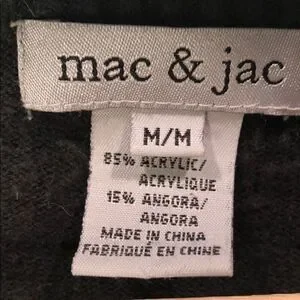 mac & jac
M/M
85% ACRYLIC/
ACRYLIQUE
15% ANGORA/
ANGORA
MADE IN CHINA
FABRIQUÉ EN CHINE